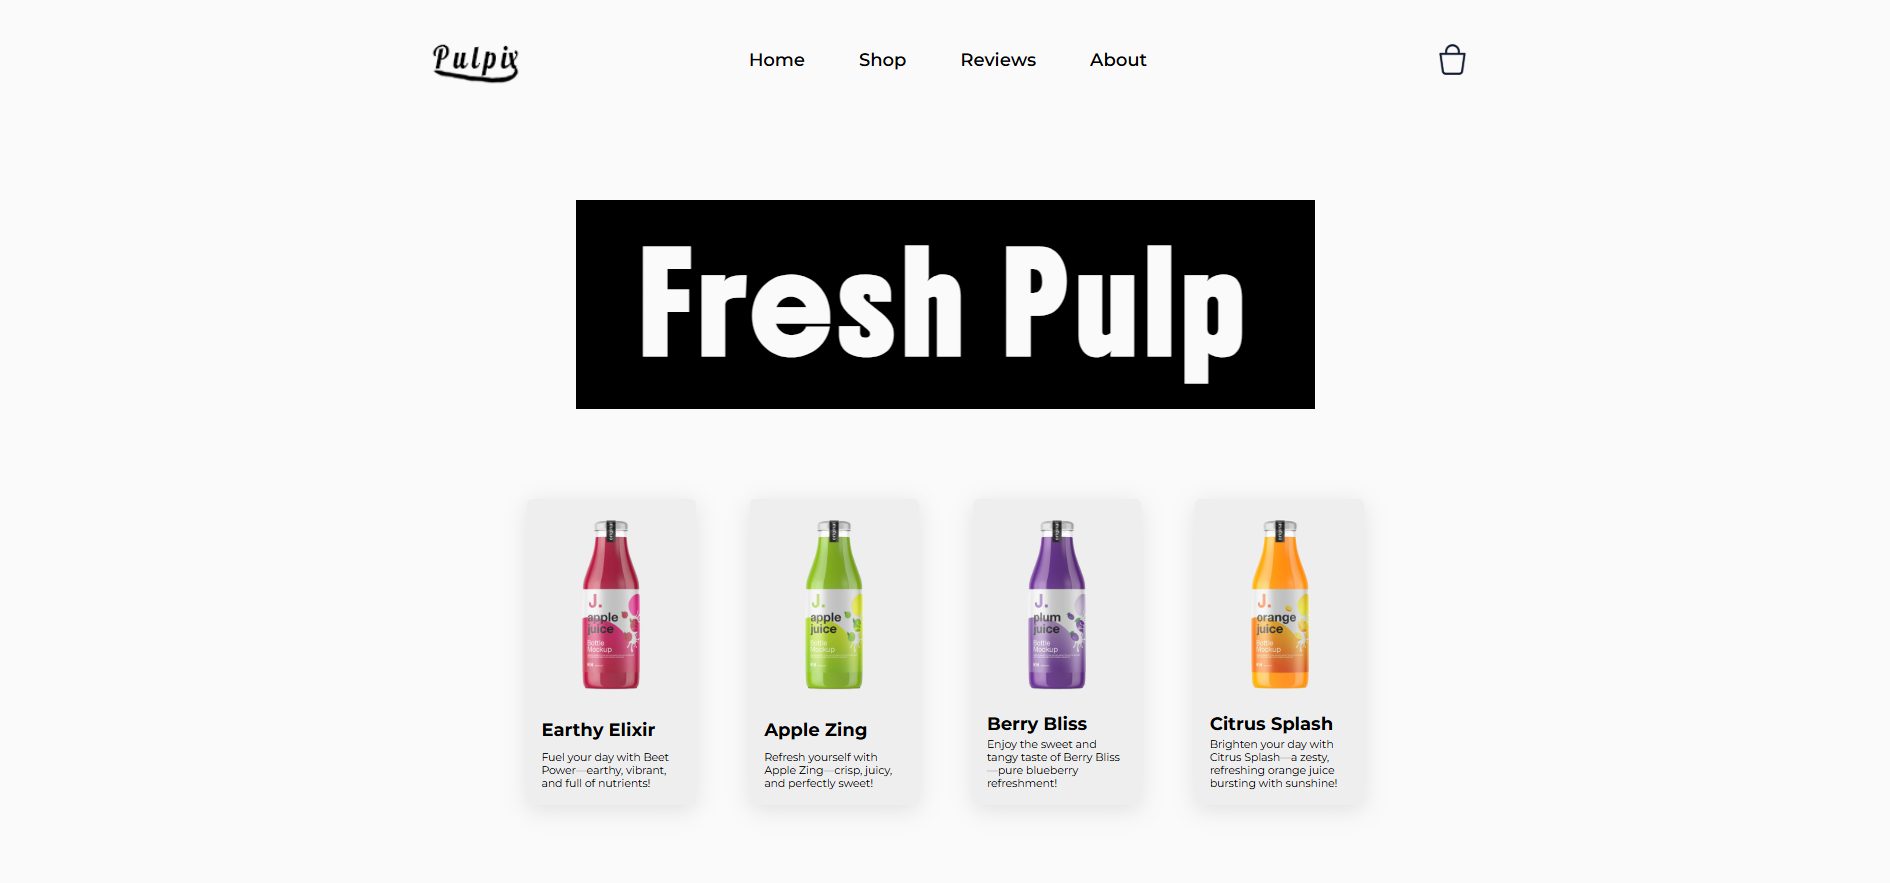 Pulpix
Home
Shop
Reviews
About
Fresh Pulp
J.
apple
juice
Bottle
Mockup
J.
apple
juice
Bottle
Mockup
J.
plum
juice
Bottle
Mockup
J.
orange
juice
Bottle
Mockup
Earthy Elixir
Fuel your day with Beet
Power—earthy, vibrant,
and full of nutrients!
Apple Zing
Refresh yourself with
Apple Zing—crisp, juicy,
and perfectly sweet!
Berry Bliss
Enjoy the sweet and
tangy taste of Berry Bliss
—pure blueberry
refreshment!
Citrus Splash
Brighten your day with
Citrus Splash—a zesty,
refreshing orange juice
bursting with sunshine!